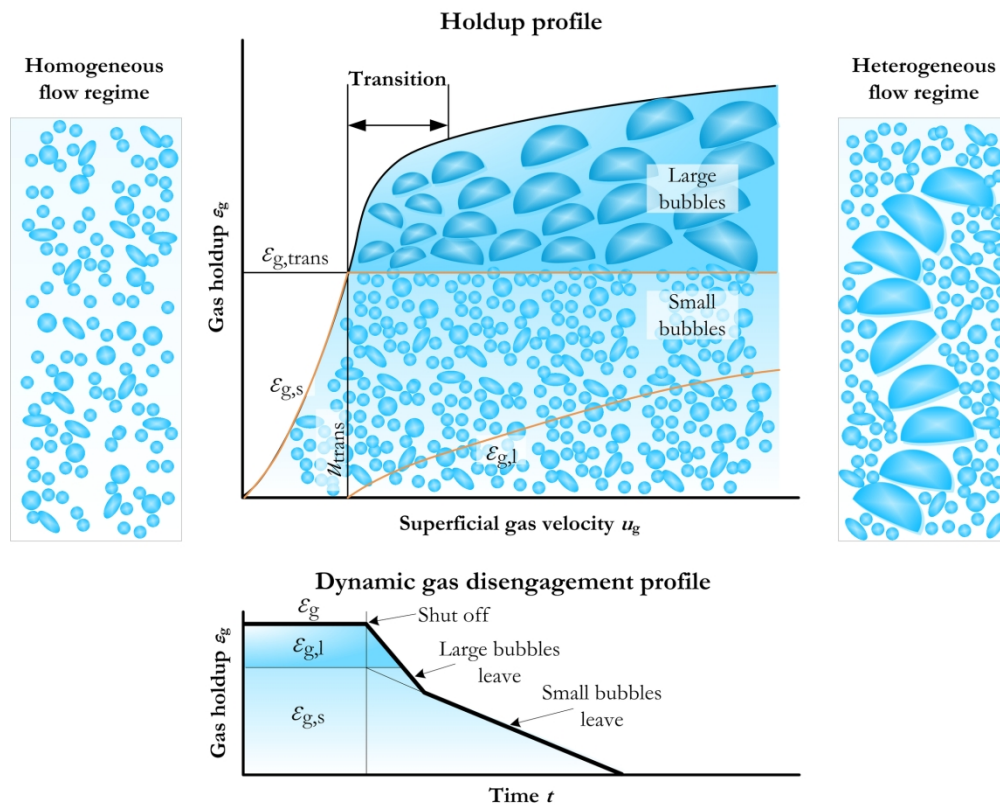 Holdup profile
Homogeneous
flow regime
Transition
Heterogeneous
flow regime
Large
bubbles
Gas holdup εg
εg,trans
Small
bubbles
εg,s
utrans
εg,l
Superficial gas velocity ug
Dynamic gas disengagement profile
εg
Shut off
Gas holdup εg
εg,l
Large bubbles
leave
εg,s
Small bubbles
leave
Time t